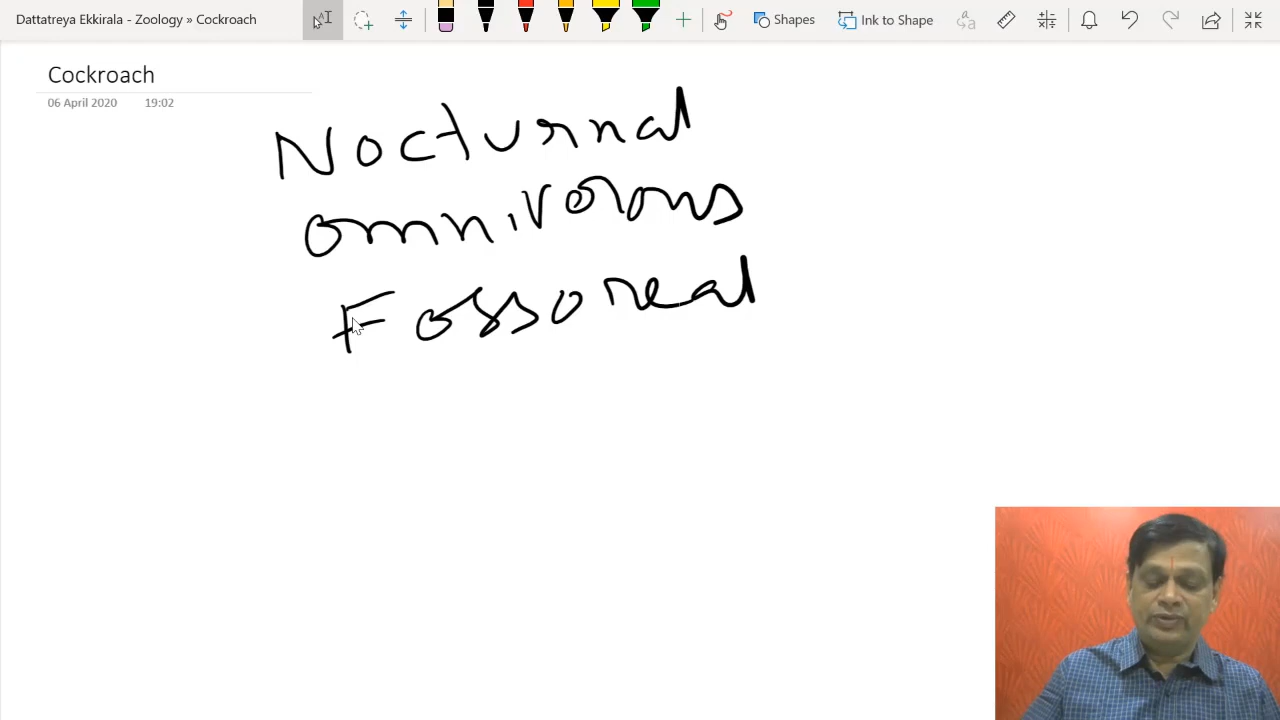 Dattatreya Ekkirala - Zoology » Cockroach
Shapes
Ink to Shape
Cockroach
06 April 2020 19:02
Nocturnal
omnivorous
Fossoreal